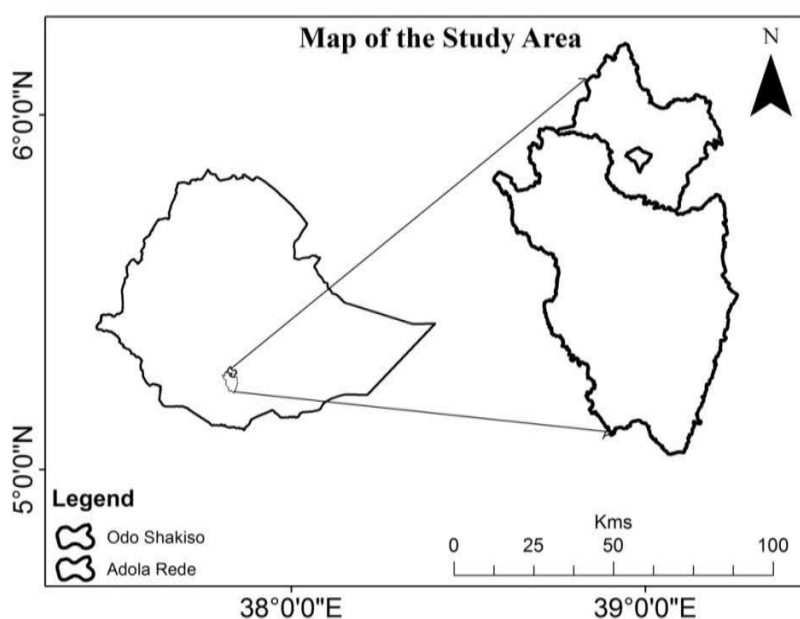 Map of the Study Area
N
6°0'0"N
5°0'0"N
Legend
Odo Shakiso
Adola Rede
Kms
0 25 50 100
38°0'0"E 39°0'0"E